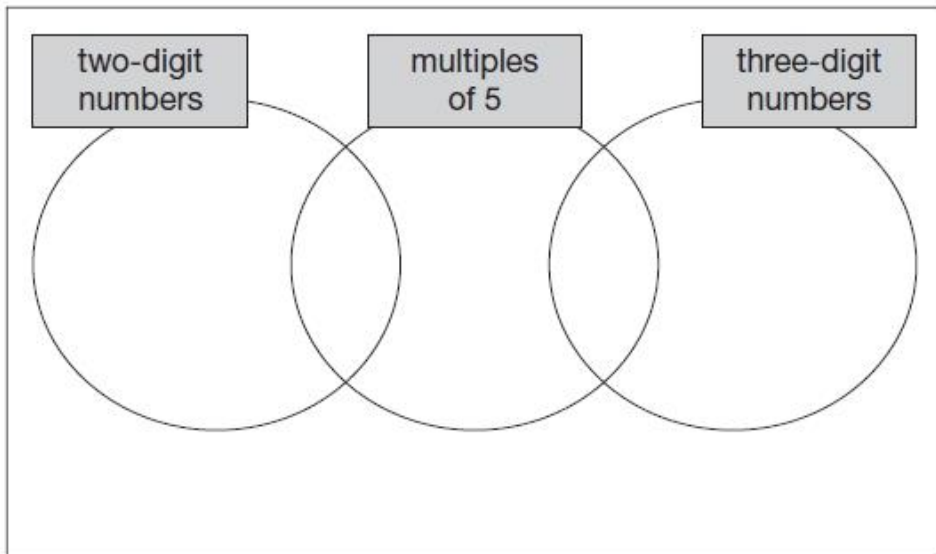 two-digit
numbers
multiples
of 5
three-digit
numbers